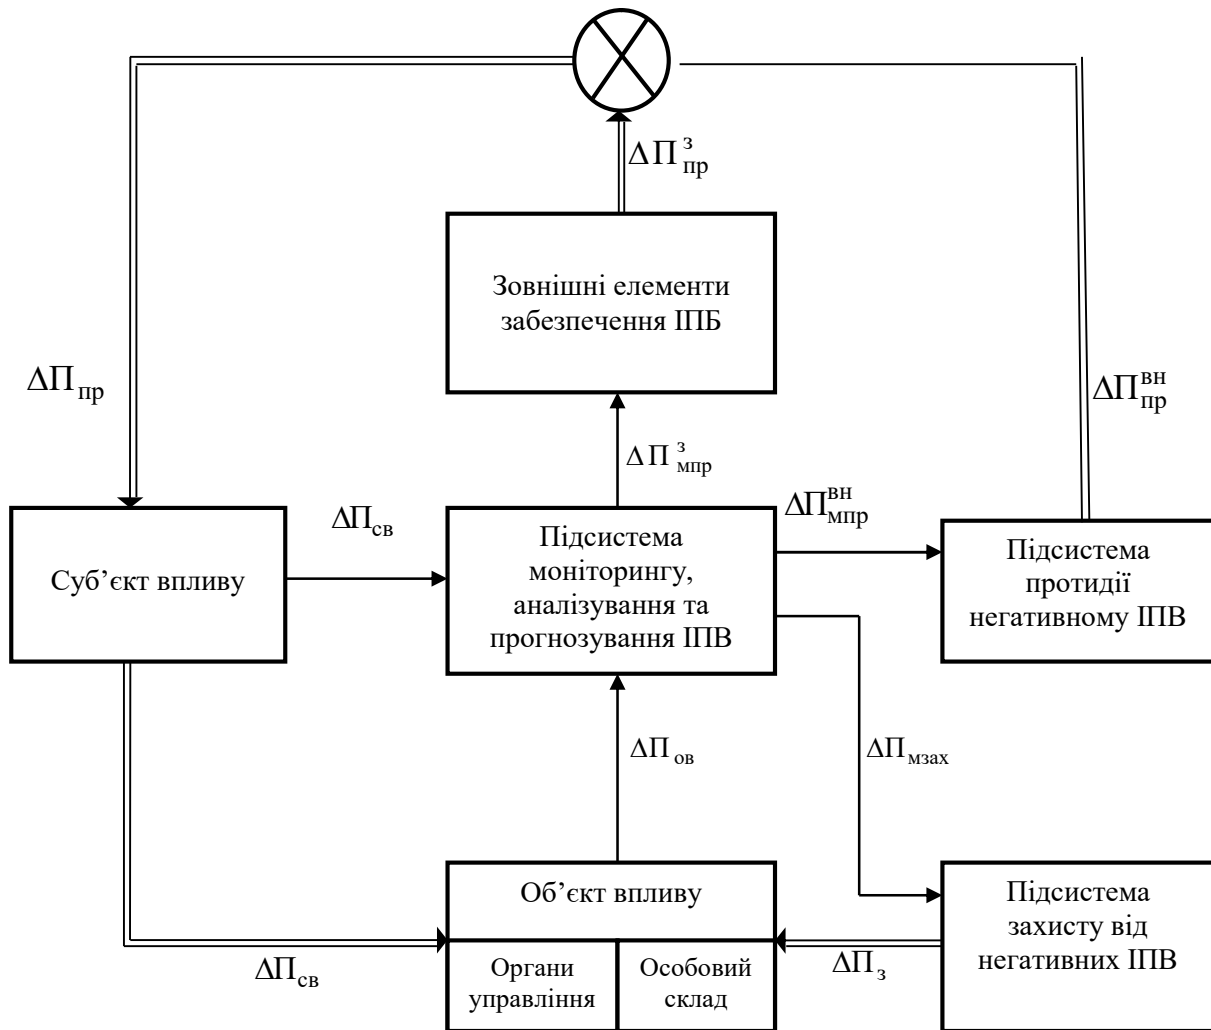 ΔП з пр
Зовнішні елементи
забезпечення ІПБ
ΔП пр
ΔП вн пр
ΔП з мпр
ΔП св
ΔП вн мпр
Суб’єкт впливу
Підсистема
моніторингу,
аналізування та
прогнозування ІПВ
Підсистема
протидії
негативному ІПВ
ΔП ов
ΔП мзах
Об’єкт впливу
Органи
управління
Особовий
склад
Підсистема
захисту від
негативних ІПВ
ΔП св
ΔП з